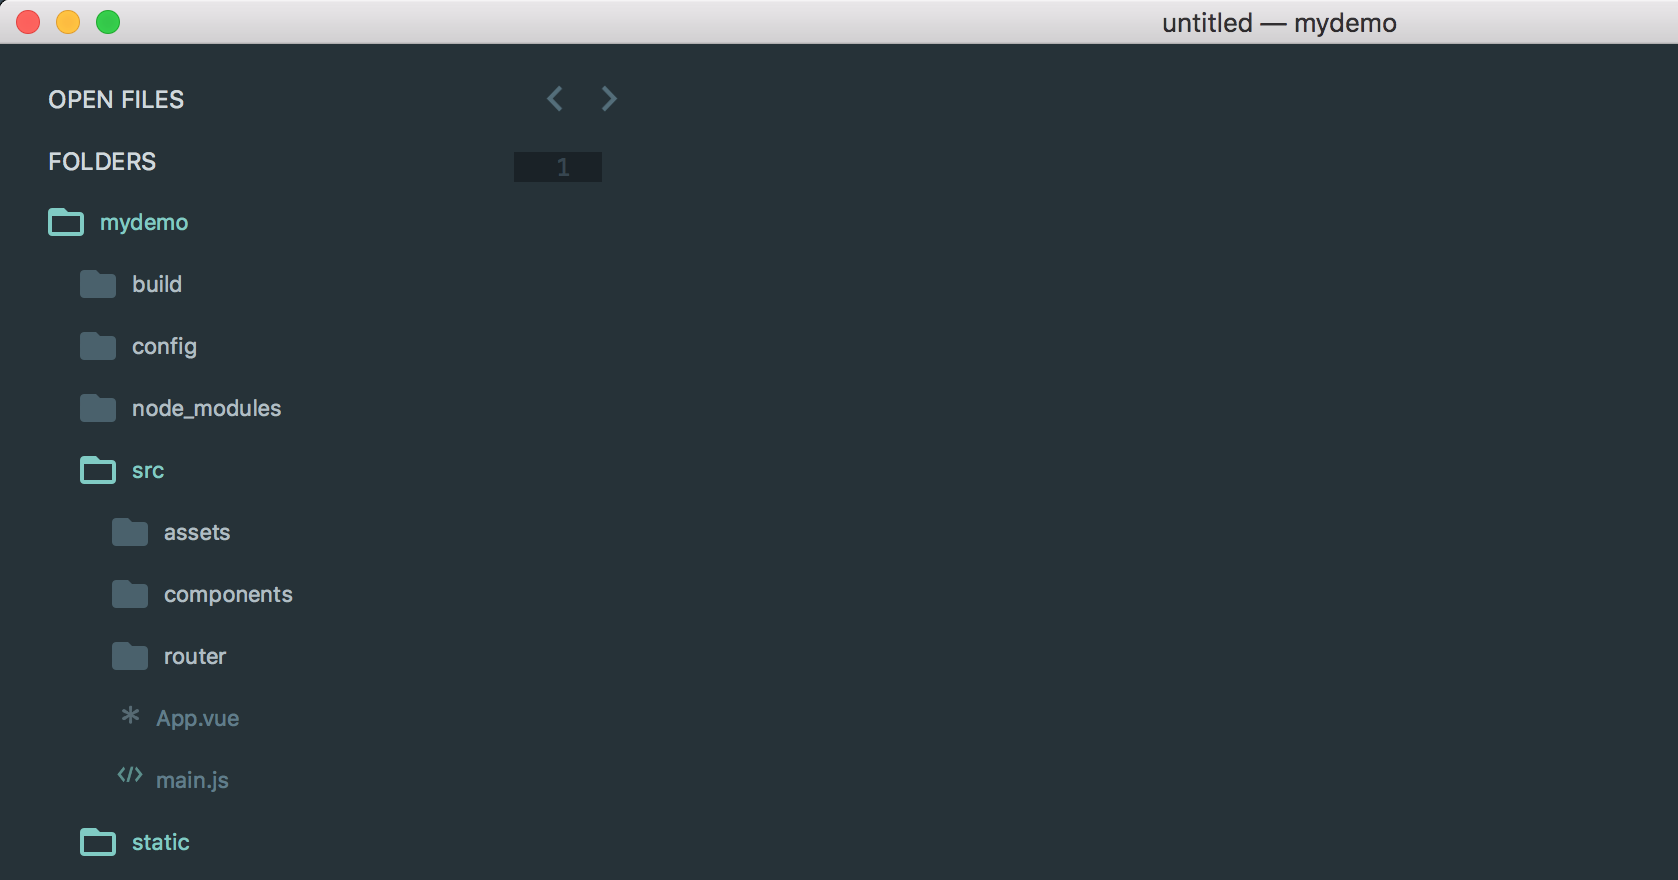 untitled — mydemo
OPEN FILES
FOLDERS
1
mydemo
build
config
node_modules
src
assets
components
router
App.vue
main.js
static